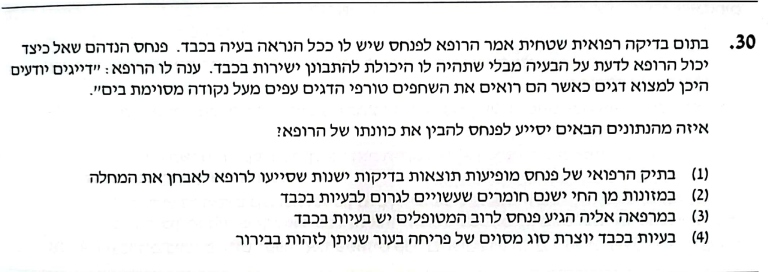 30. בתום בדיקה רפואית שטחית אמר הרופא לפנחס שיש לו ככל הנראה בעיה בכבד. פנחס הנדהם שאל כיצד
יכול הרופא לדעת על הבעיה מבלי שתהיה לו היכולת להתבונן ישירות בכבד. ענה לו הרופא: "דייגים יודעים
היכן למצוא דגים כאשר הם רואים את השחפים טורפי הדגים עפים מעל נקודה מסוימת בים".
איזה מהנתונים הבאים יסייע לפנחס להבין את כוונתו של הרופא?
(1) בתיק הרפואי של פנחס מופיעות תוצאות בדיקות ישנות שסייעו לרופא לאבחן את המחלה
(2) במזונות מן החי ישנם חומרים שעשויים לגרום לבעיות בכבד
(3) במרפאה אליה הגיע פנחס לרוב המטופלים יש בעיות בכבד
(4) בעיות בכבד יוצרת סוג מסוים של פריחה בעור שניתן לזהות בבירור